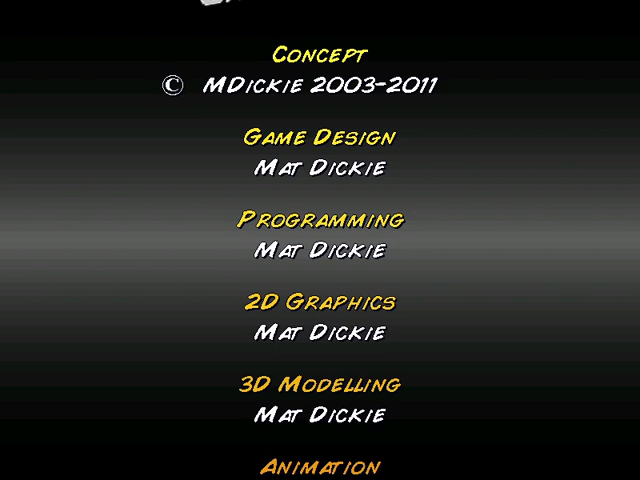 Concept
© MDickie 2003-2011
Game Design
Mat Dickie
Programming
Mat Dickie
2D Graphics
Mat Dickie
3D Modelling
Mat Dickie
Animation